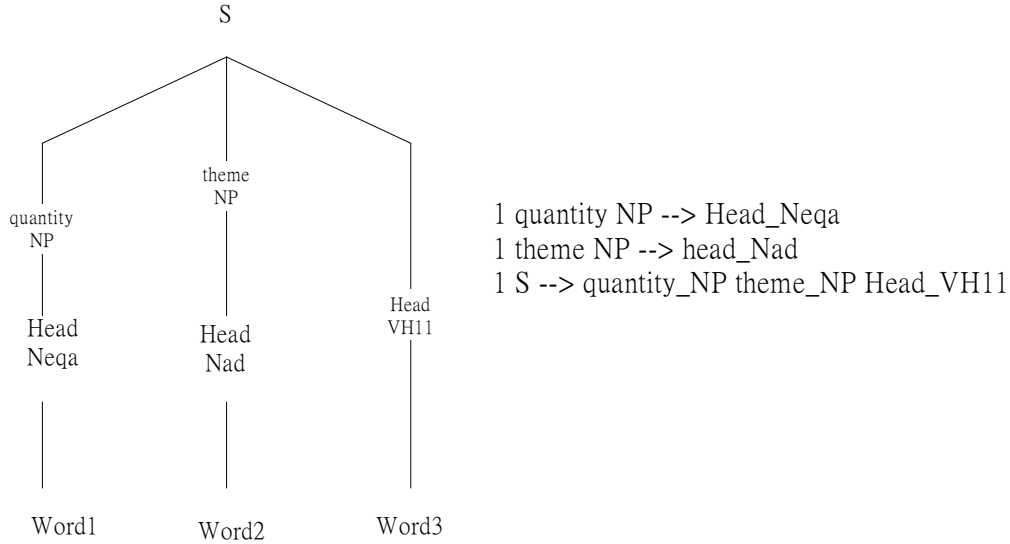 S
theme
NP
quantity
NP
1 quantity NP --> Head_Neqa
1 theme NP --> head_Nad
1 S --> quantity_NP theme_NP Head_VH11
Head
VH11
Head
Neqa
Head
Nad
Word1
Word2
Word3